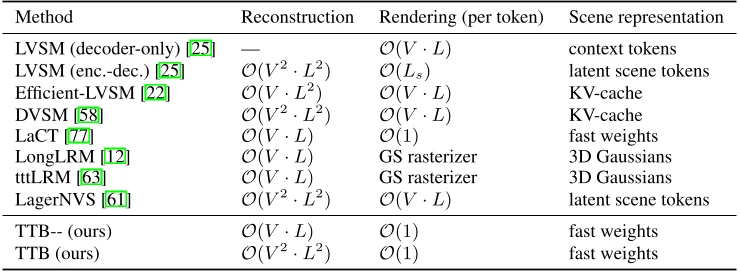 Method Reconstruction Rendering (per token) Scene representation
LVSM (decoder-only) [25] — O(V · L) context tokens
LVSM (enc.-dec.) [25] O(V² · L²) O(Lₛ) latent scene tokens
Efficient-LVSM [22] O(V · L²) O(V · L) KV-cache
DVSM [58] O(V² · L²) O(V · L) KV-cache
LaCT [77] O(V · L) O(1) fast weights
LongLRM [12] O(V · L) GS rasterizer 3D Gaussians
tttLRM [63] O(V · L) GS rasterizer 3D Gaussians
LagerNVS [61] O(V² · L²) O(V · L) latent scene tokens
TTB-- (ours) O(V · L) O(1) fast weights
TTB (ours) O(V² · L²) O(1) fast weights